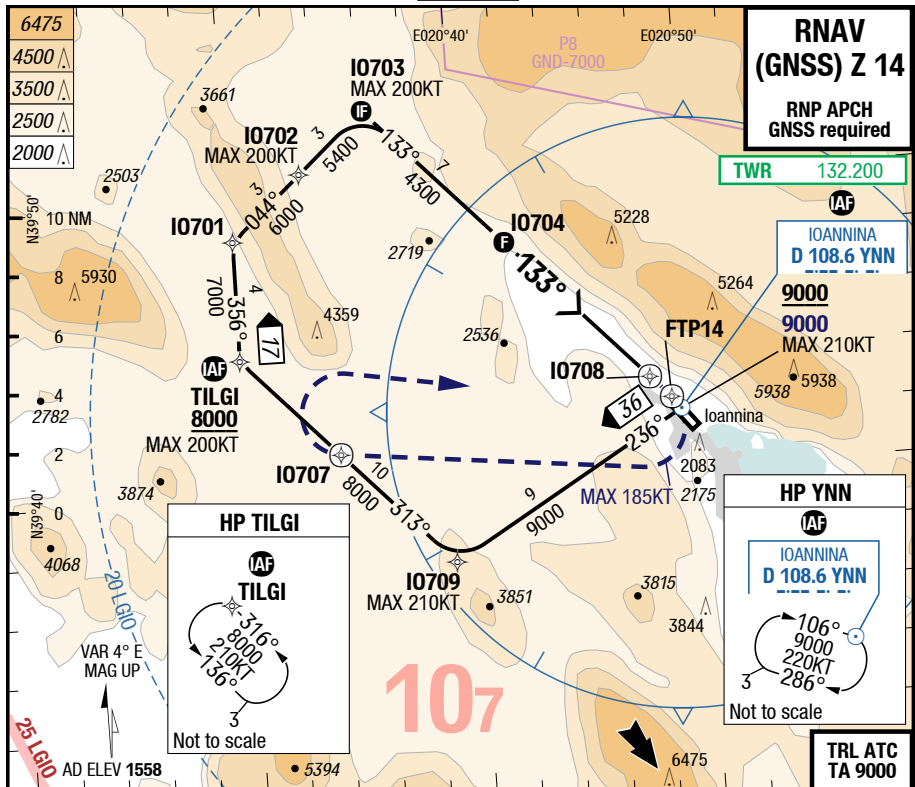 6475
4500
3500
2500
2000
RNAV
(GNSS) Z 14
RNP APCH
GNSS required
TWR 132.200
E020°40'
E020°50'
P8
GND-7000
I0703
MAX 200KT
IF
3661
I0702
MAX 200KT
3
5400
133°
7
4300
2503
3
044°
6000
N39°50'
10 NM
I0701
I0704
F
133°
5228
2719
IAF
IOANNINA
D 108.6 YNN
8
5930
4
356°
7000
5264
9000
9000
MAX 210KT
6
17
4359
2536
FTP14
I0708
5938
5938
IAF
TILGI
8000
MAX 200KT
4
2782
36
236°
Ioannina
2
I0707
10
8000
313°
9
9000
MAX 185KT
2083
2175
3874
N39°40'
0
4068
HP TILGI
IAF
TILGI
316°
8000
210KT
136°
3
Not to scale
I0709
MAX 210KT
3851
3815
3844
HP YNN
IAF
IOANNINA
D 108.6 YNN
106°
9000
220KT
286°
3
Not to scale
20 LGIO
VAR 4° E
MAG UP
107
25 LGIO
AD ELEV 1558
5394
6475
TRL ATC
TA 9000